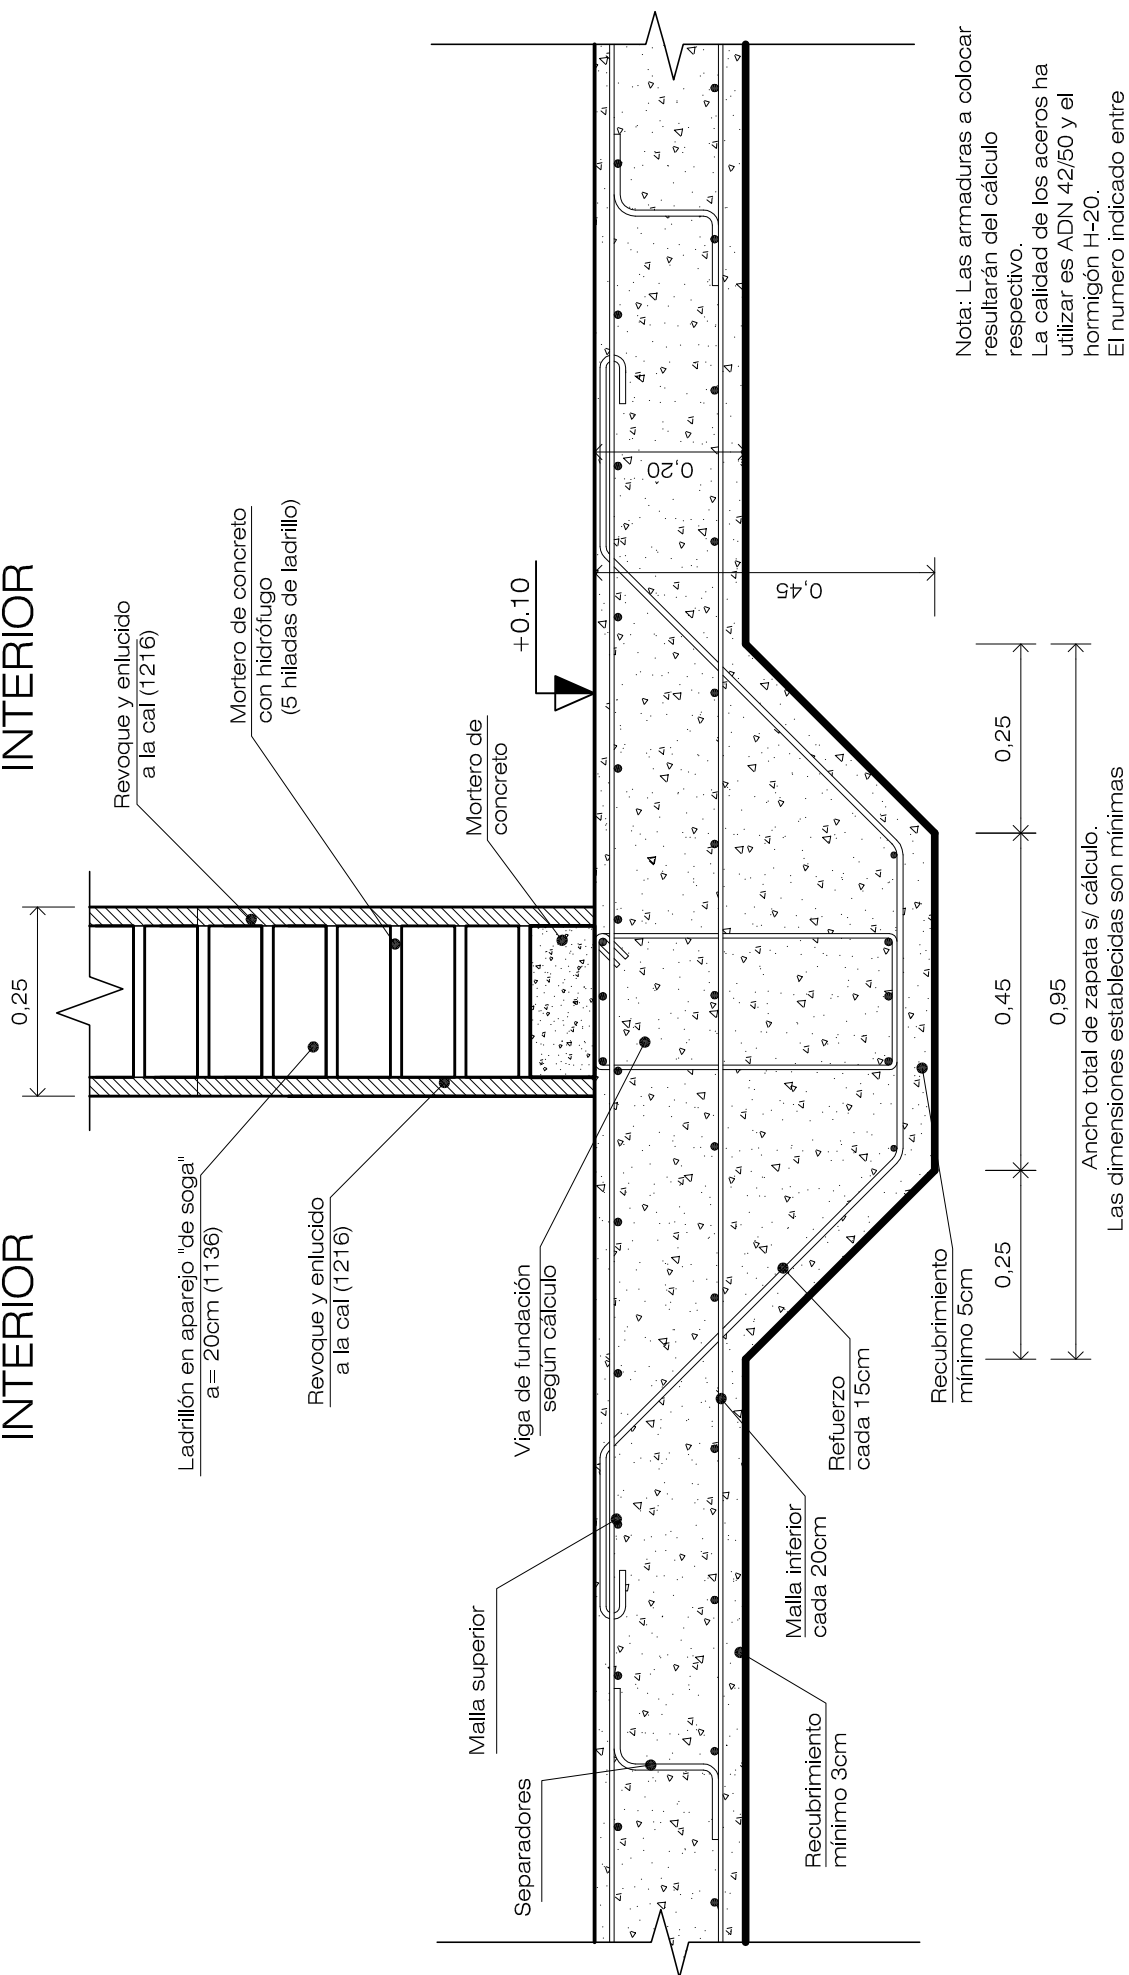 INTERIOR
INTERIOR
0,25
Ladrillón en aparejo "de soga"
a= 20cm (1136)
Revoque y enlucido
a la cal (1216)
Revoque y enlucido
a la cal (1216)
Mortero de concreto
con hidrófugo
(5 hiladas de ladrillo)
Mortero de
concreto
Viga de fundación
según cálculo
+0.10
Malla superior
Separadores
0,20
0,45
Recubrimiento
mínimo 3cm
Malla inferior
cada 20cm
Refuerzo
cada 15cm
Recubrimiento
mínimo 5cm
0,25
0,45
0,25
0,95
Ancho total de zapata s/ cálculo.
Las dimensiones establecidas son mínimas
Nota: Las armaduras a colocar
resultarán del cálculo
respectivo.
La calidad de los aceros ha
utilizar es ADN 42/50 y el
hormigón H-20.
El numero indicado entre